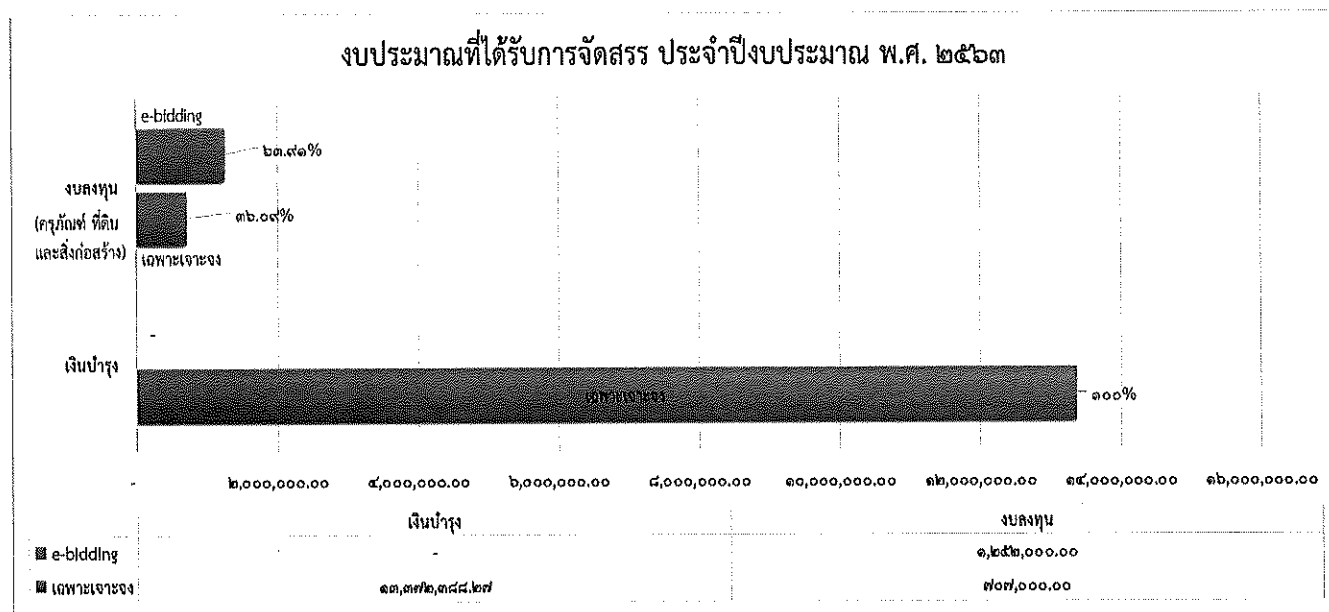 งบประมาณที่ได้รับการจัดสรร ประจำปีงบประมาณ พ.ศ. ๒๕๖๓
e-bidding
๖๓.๙๑%
งบลงทุน
(ครุภัณฑ์ ที่ดิน
และสิ่งก่อสร้าง)
๓๖.๐๙%
เฉพาะเจาะจง
-
เงินบำรุง
เฉพาะเจาะจง
๑๐๐%
- ๒,๐๐๐,๐๐๐.๐๐ ๔,๐๐๐,๐๐๐.๐๐ ๖,๐๐๐,๐๐๐.๐๐ ๘,๐๐๐,๐๐๐.๐๐ ๑๐,๐๐๐,๐๐๐.๐๐ ๑๒,๐๐๐,๐๐๐.๐๐ ๑๔,๐๐๐,๐๐๐.๐๐ ๑๖,๐๐๐,๐๐๐.๐๐
เงินบำรุง งบลงทุน
e-bidding - ๑,๒๕๒,๐๐๐.๐๐
เฉพาะเจาะจง ๑๓,๓๗๒,๓๘๘.๒๗ ๗๐๗,๐๐๐.๐๐